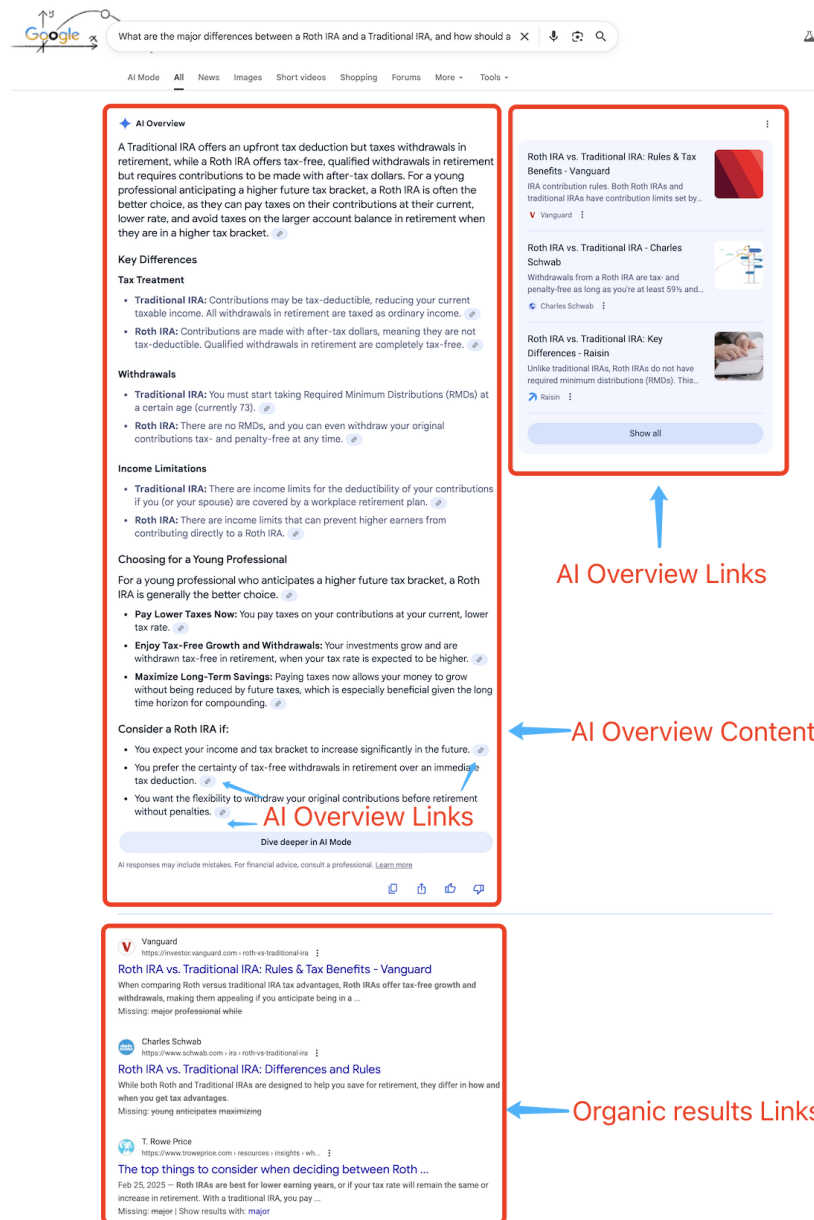 y
Google
x
What are the major differences between a Roth IRA and a Traditional IRA, and how should a
AI Mode All News Images Short videos Shopping Forums More Tools
AI Overview
A Traditional IRA offers an upfront tax deduction but taxes withdrawals in
retirement, while a Roth IRA offers tax-free, qualified withdrawals in retirement
but requires contributions to be made with after-tax dollars. For a young
professional anticipating a higher future tax bracket, a Roth IRA is often the
better choice, as they can pay taxes on their contributions at their current,
lower rate, and avoid taxes on the larger account balance in retirement when
they are in a higher tax bracket.
Key Differences
Tax Treatment
• Traditional IRA: Contributions may be tax-deductible, reducing your current
taxable income. All withdrawals in retirement are taxed as ordinary income.
• Roth IRA: Contributions are made with after-tax dollars, meaning they are not
tax-deductible. Qualified withdrawals in retirement are completely tax-free.
Withdrawals
• Traditional IRA: You must start taking Required Minimum Distributions (RMDs) at
a certain age (currently 73).
• Roth IRA: There are no RMDs, and you can even withdraw your original
contributions tax- and penalty-free at any time.
Income Limitations
• Traditional IRA: There are income limits for the deductibility of your contributions
if you (or your spouse) are covered by a workplace retirement plan.
• Roth IRA: There are income limits that can prevent higher earners from
contributing directly to a Roth IRA.
Choosing for a Young Professional
For a young professional who anticipates a higher future tax bracket, a Roth
IRA is generally the better choice.
• Pay Lower Taxes Now: You pay taxes on your contributions at your current, lower
tax rate.
• Enjoy Tax-Free Growth and Withdrawals: Your investments grow and are
withdrawn tax-free in retirement, when your tax rate is expected to be higher.
• Maximize Long-Term Savings: Paying taxes now allows your money to grow
without being reduced by future taxes, which is especially beneficial given the long
time horizon for compounding.
Consider a Roth IRA if:
• You expect your income and tax bracket to increase significantly in the future.
• You prefer the certainty of tax-free withdrawals in retirement over an immediate
tax deduction.
• You want the flexibility to withdraw your original contributions before retirement
without penalties.
AI Overview Links
Dive deeper in AI Mode
AI responses may include mistakes. For financial advice, consult a professional. Learn more
Roth IRA vs. Traditional IRA: Rules & Tax
Benefits - Vanguard
IRA contribution rules. Both Roth IRAs and
traditional IRAs have contribution limits set by...
V Vanguard
Roth IRA vs. Traditional IRA - Charles
Schwab
Withdrawals from a Roth IRA are tax- and
penalty-free as long as you're at least 59½ and...
Charles Schwab
Roth IRA vs. Traditional IRA: Key
Differences - Raisin
Unlike traditional IRAs, Roth IRAs do not have
required minimum distributions (RMDs). This...
Raisin
Show all
AI Overview Links
AI Overview Content
V
Vanguard
https://investor.vanguard.com › roth-vs-traditional-ira
Roth IRA vs. Traditional IRA: Rules & Tax Benefits - Vanguard
When comparing Roth versus traditional IRA tax advantages, Roth IRAs offer tax-free growth and
withdrawals, making them appealing if you anticipate being in a ...
Missing: major professional while
Charles Schwab
https://www.schwab.com › ira › roth-vs-traditional-ira
Roth IRA vs. Traditional IRA: Differences and Rules
While both Roth and Traditional IRAs are designed to help you save for retirement, they differ in how and
when you get tax advantages.
Missing: young anticipates maximizing
T. Rowe Price
https://www.troweprice.com › resources › insights › wh...
The top things to consider when deciding between Roth ...
Feb 25, 2025 — Roth IRAs are best for lower earning years, or if your tax rate will remain the same or
increase in retirement. With a traditional IRA, you pay ...
Missing: major | Show results with: major
Organic results Links